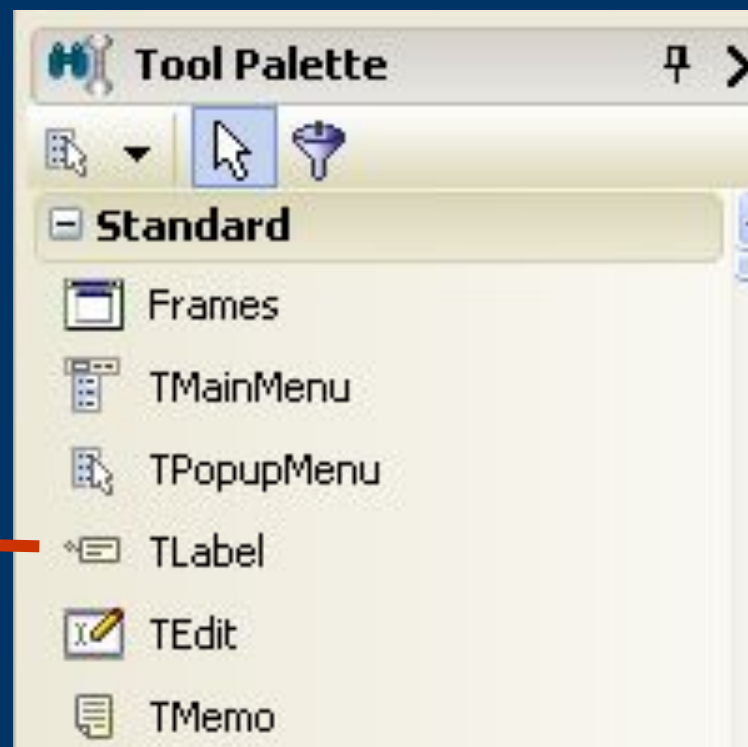 Tool Palette
Standard
Frames
TMainMenu
TPopupMenu
TLabel
TEdit
TMemo